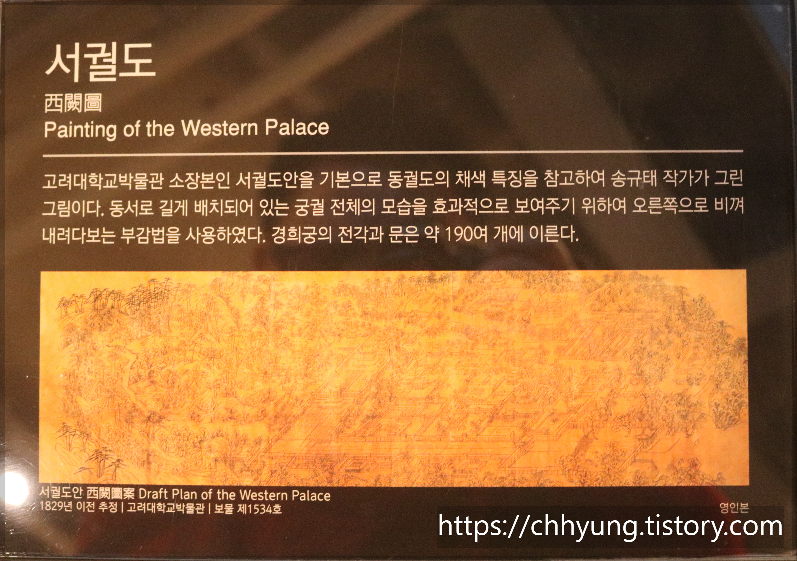 서궐도
西闕圖
Painting of the Western Palace
고려대학교박물관 소장본인 서궐도안을 기본으로 동궐도의 채색 특징을 참고하여 송규태 작가가 그린
그림이다. 동서로 길게 배치되어 있는 궁궐 전체의 모습을 효과적으로 보여주기 위하여 오른쪽으로 비껴
내려다보는 부감법을 사용하였다. 경희궁의 전각과 문은 약 190여 개에 이른다.
서궐도안 西闕圖案 Draft Plan of the Western Palace
1829년 이전 추정 | 고려대학교박물관 | 보물 제1534호
영인본
https://chhyung.tistory.com